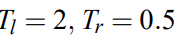 T_l = 2, T_r = 0.5